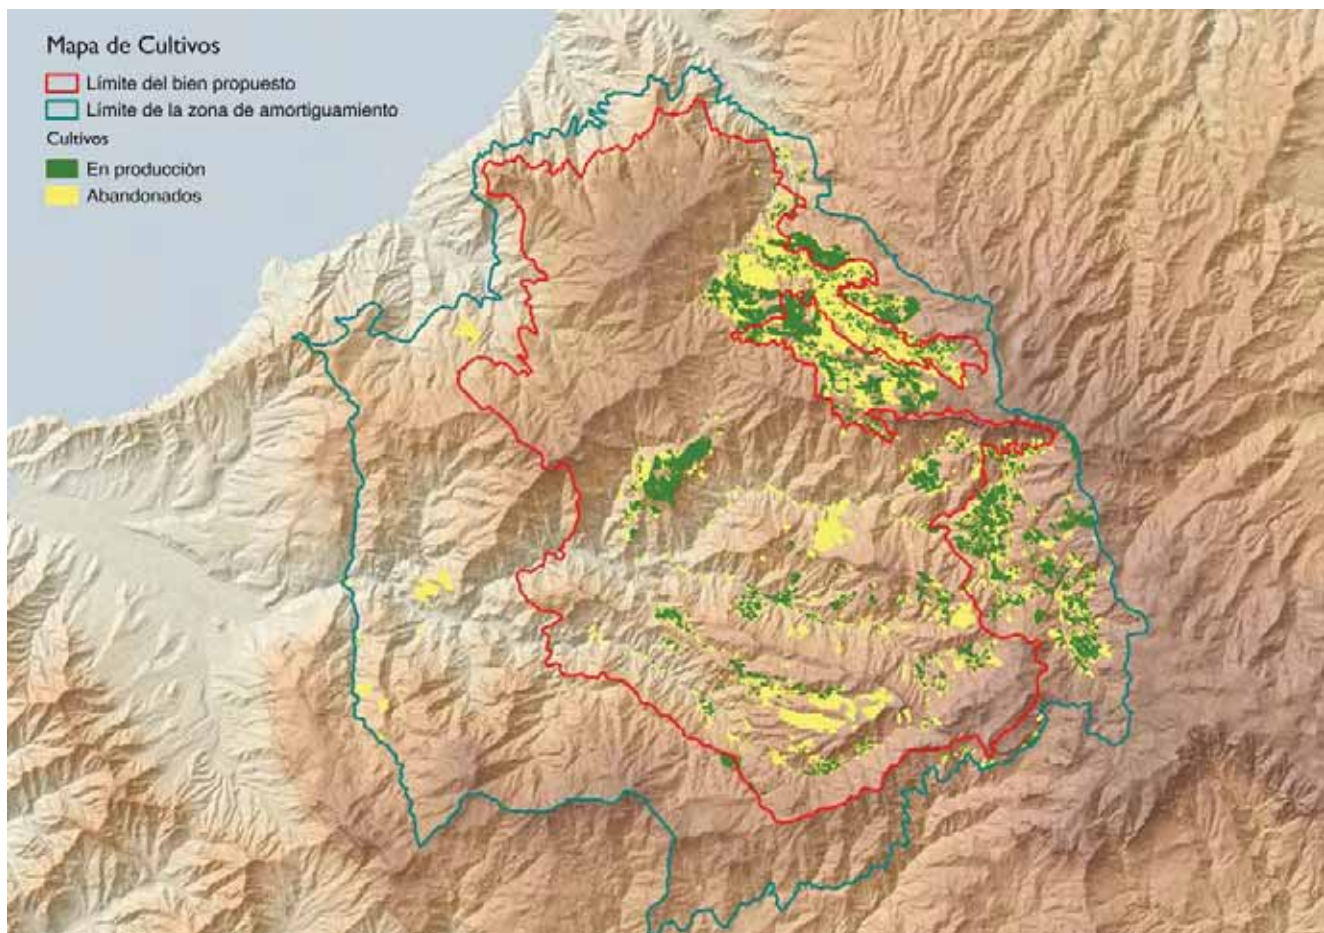 Mapa de Cultivos
Límite del bien propuesto
Límite de la zona de amortiguamiento
Cultivos
En producción
Abandonados